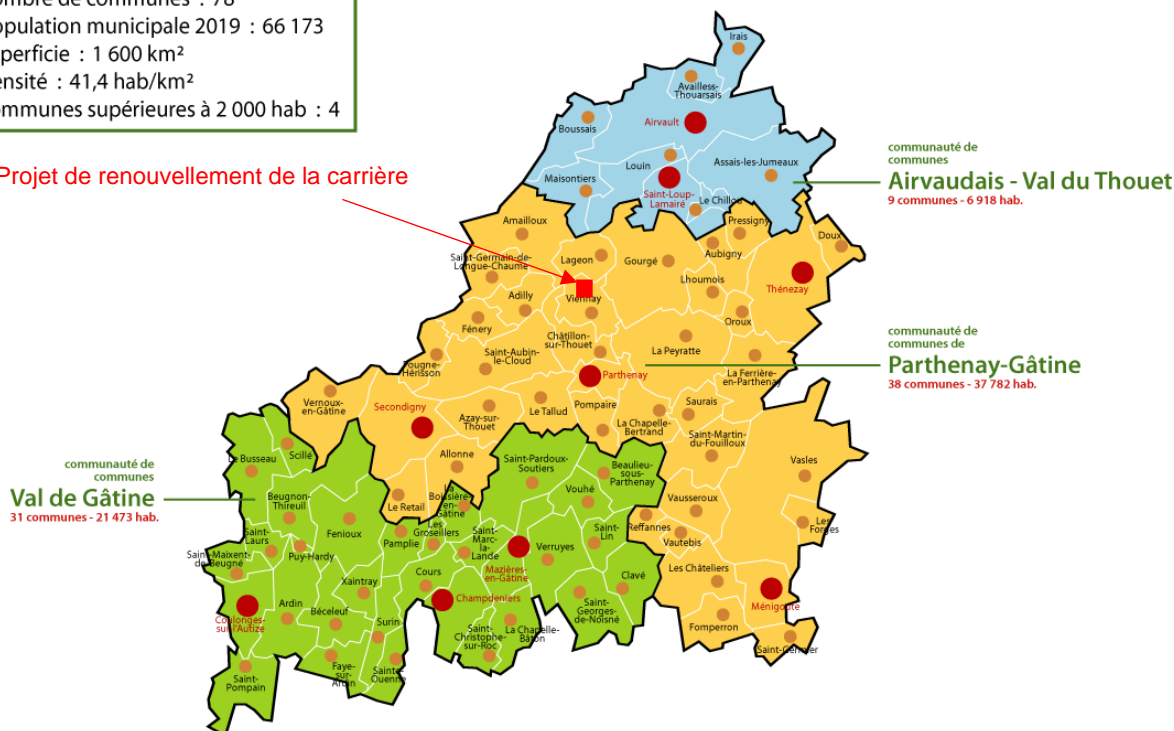 ombre de communes : 78
opulation municipale 2019 : 66 173
perficie : 1 600 km²
ensité : 41,4 hab/km²
ommunes supérieures à 2 000 hab : 4
Projet de renouvellement de la carrière
Irais
Availless-
Thouarsais
Boussais
Airvault
Louin
Assais-les-Jumeaux
Maisontiers
Saint-Loup-
Lamairé
Le Chillou
communauté de
communes
Airvaudais - Val du Thouet
9 communes - 6 918 hab.
Amailloux
Pressigny
Doux
Saint-Germain-de-
Longue-Chaume
Lageon
Gourgé
Aubigny
Lhoumois
Thénezay
Adilly
Viennay
Oroux
Fénery
Châtillon-
sur-Thouet
La Peyratte
Saint-Aubin-
le-Cloud
Pougne-
Hérisson
Parthenay
La Ferrière-
en-Parthenay
communauté de
communes de
Parthenay-Gâtine
38 communes - 37 782 hab.
Vernoux-
en-Gâtine
Secondigny
Azay-sur-
Thouet
Le Tallud
Pompaire
Saurais
La Chapelle-
Bertrand
Saint-Martin-
du-Fouilloux
Allonne
Le Retail
Vasles
Vausseroux
Les
Forges
Reffannes
Vautebis
Les Châteliers
Ménigoute
Fomperron
Saint-Germier
communauté de
communes
Val de Gâtine
31 communes - 21 473 hab.
Le Busseau
Scillé
Saint-Pardoux-
Soutiers
Beaulieu-
sous-
Parthenay
Beugnon-
Thireuil
La
Boissière-
en-
Gâtine
Vouhé
Fenioux
Les
Groseillers
Pamplie
Saint-
Marc-
la-
Lande
Saint-
Lin
Saint-
Laurs
Puy-Hardy
Verruyes
Saint-Maixent-
de-Beugné
Mazières-
en-Gâtine
Xaintray
Cours
Clavé
Coulonges-
sur-l'Autize
Ardin
Béceleuf
Champdeniers
Saint-
Georges-
de-Noisné
Surin
Saint-
Christophe-
sur-Roc
La Chapelle-
Bâton
Saint-
Pompain
Faye-
sur-
Ardin
Sainte-
Ouenne